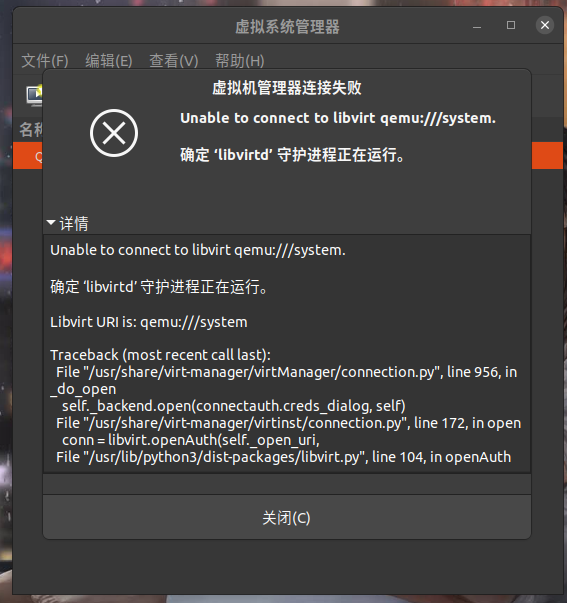 虚拟系统管理器
文件(F) 编辑(E) 查看(V) 帮助(H)
虚拟机管理器连接失败
Unable to connect to libvirt qemu:///system.
确定 ‘libvirtd’ 守护进程正在运行。
名称
Q
详情
Unable to connect to libvirt qemu:///system.
确定 ‘libvirtd’ 守护进程正在运行。
Libvirt URI is: qemu:///system
Traceback (most recent call last):
File "/usr/share/virt-manager/virtManager/connection.py", line 956, in
_do_open
self._backend.open(connectauth.creds_dialog, self)
File "/usr/share/virt-manager/virtinst/connection.py", line 172, in open
conn = libvirt.openAuth(self._open_uri,
File "/usr/lib/python3/dist-packages/libvirt.py", line 104, in openAuth
关闭(C)